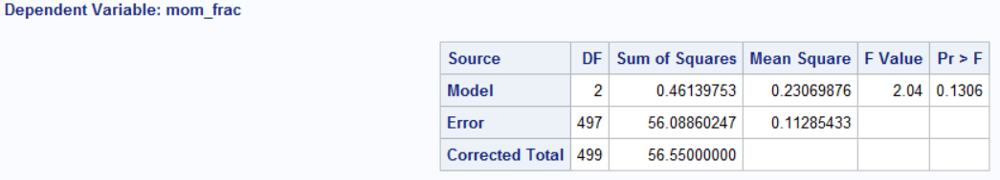 Dependent Variable: mom_frac
Source DF Sum of Squares Mean Square F Value Pr > F
Model 2 0.46139753 0.23069876 2.04 0.1306
Error 497 56.08860247 0.11285433
Corrected Total 499 56.55000000